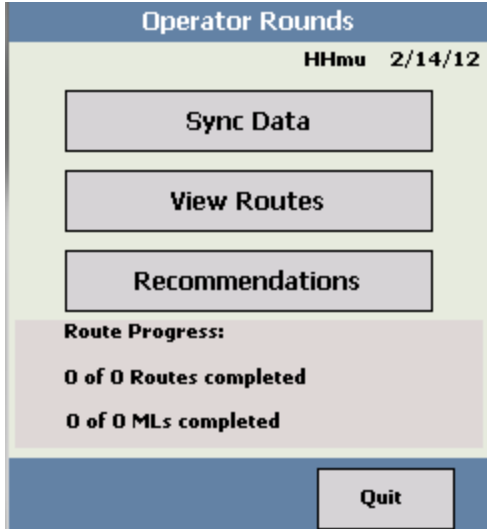 Operator Rounds
HHmu 2/14/12
Sync Data
View Routes
Recommendations
Route Progress:
0 of 0 Routes completed
0 of 0 MLs completed
Quit